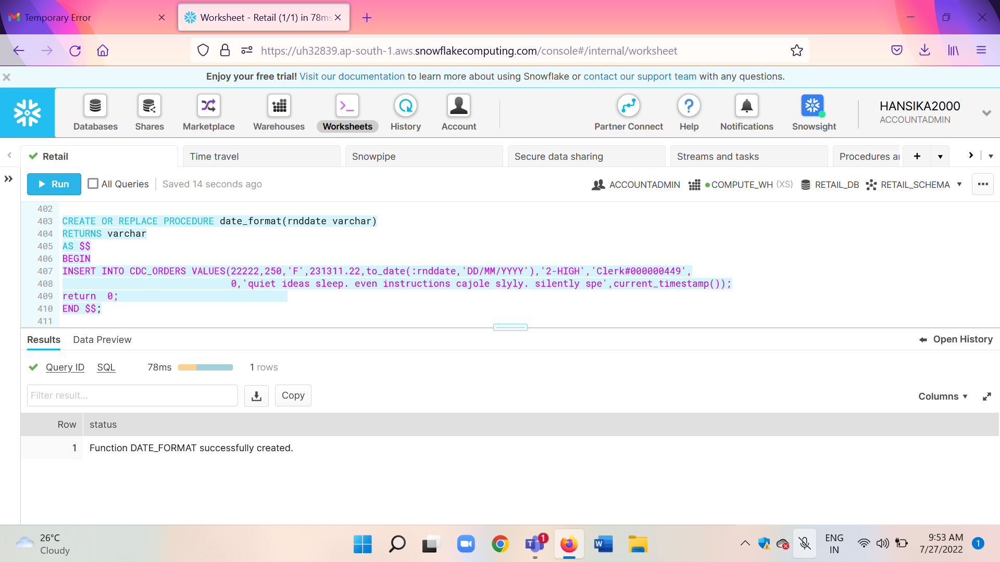 Temporary Error
Worksheet - Retail (1/1) in 78ms
https://uh32839.ap-south-1.aws.snowflakecomputing.com/console#/internal/worksheet
Enjoy your free trial! Visit our documentation to learn more about using Snowflake or contact our support team with any questions.
Databases
Shares
Marketplace
Warehouses
Worksheets
History
Account
Partner Connect
Help
Notifications
Snowsight
HANSIKA2000
ACCOUNTADMIN
Retail
Time travel
Snowpipe
Secure data sharing
Streams and tasks
Procedures a
Run
All Queries
Saved 14 seconds ago
ACCOUNTADMIN
COMPUTE_WH (XS)
RETAIL_DB
RETAIL_SCHEMA
402
403 CREATE OR REPLACE PROCEDURE date_format(rnddate varchar)
404 RETURNS varchar
405 AS $$
406 BEGIN
407 INSERT INTO CDC_ORDERS VALUES(22222,250,'F',231311.22,to_date(:rnddate,'DD/MM/YYYY'),'2-HIGH','Clerk#000000449',
408 0,'quiet ideas sleep. even instructions cajole slyly. silently spe',current_timestamp());
409 return  0;
410 END $$;
411
Results
Data Preview
Open History
Query ID
SQL
78ms
1 rows
Filter result...
Copy
Columns
Row status
1 Function DATE_FORMAT successfully created.
26°C
Cloudy
1
ENG
IN
9:53 AM
7/27/2022
1